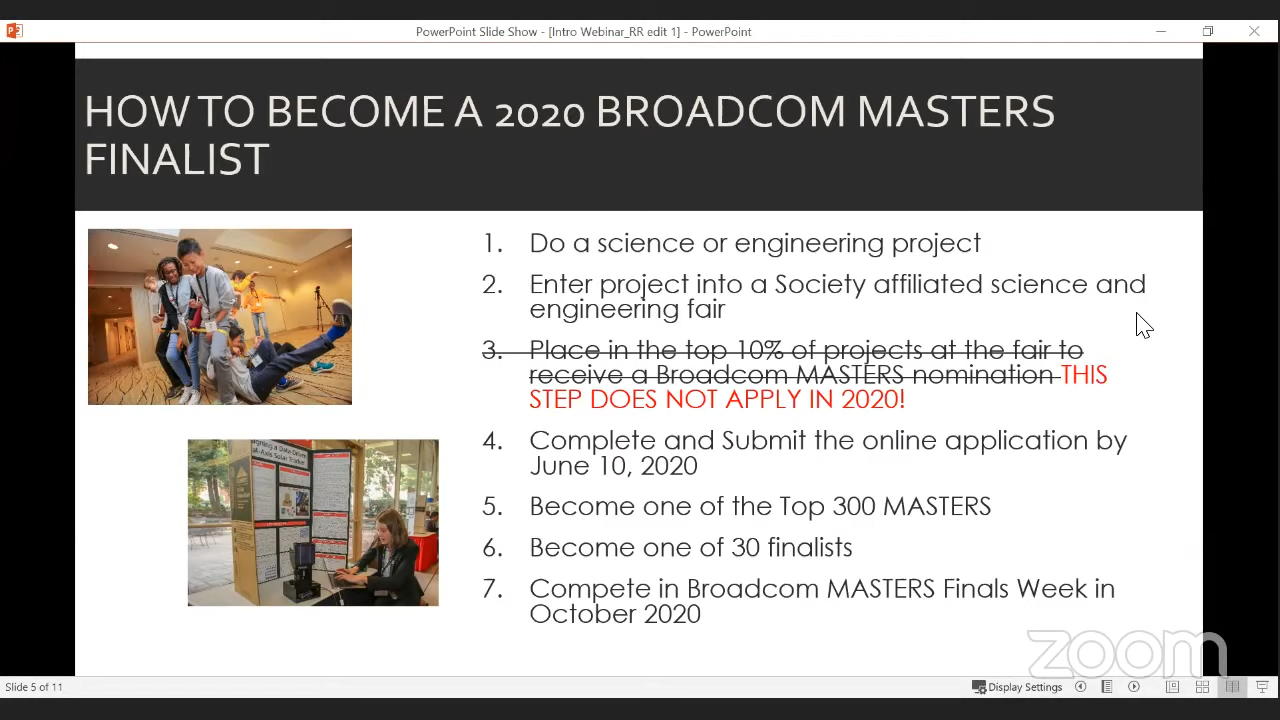 PowerPoint Slide Show - [Intro Webinar_RR edit 1] - PowerPoint
HOW TO BECOME A 2020 BROADCOM MASTERS
FINALIST
1. Do a science or engineering project
2. Enter project into a Society affiliated science and
engineering fair
3. Place in the top 10% of projects at the fair to
receive a Broadcom MASTERS nomination THIS
STEP DOES NOT APPLY IN 2020!
4. Complete and Submit the online application by
June 10, 2020
5. Become one of the Top 300 MASTERS
6. Become one of 30 finalists
7. Compete in Broadcom MASTERS Finals Week in
October 2020
zoom
Slide 5 of 11
Display Settings